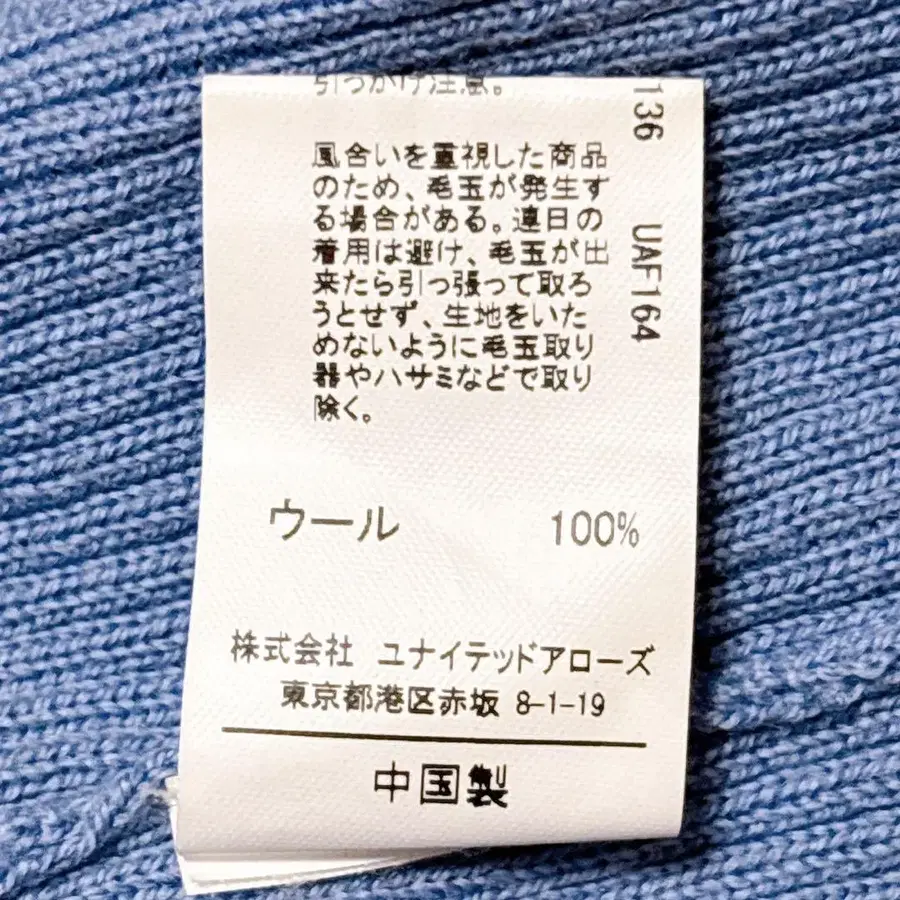 引っかけ注意。
風合いを重視した商品
のため、毛玉が発生す
る場合がある。連日の
着用は避け、毛玉が出
来たら引っ張って取ろ
うとせず、生地をいた
めないように毛玉取り
器やハサミなどで取り
除く。
136 UAF164
ウール 100%
株式会社 ユナイテッドアローズ
東京都港区赤坂 8-1-19
中国製